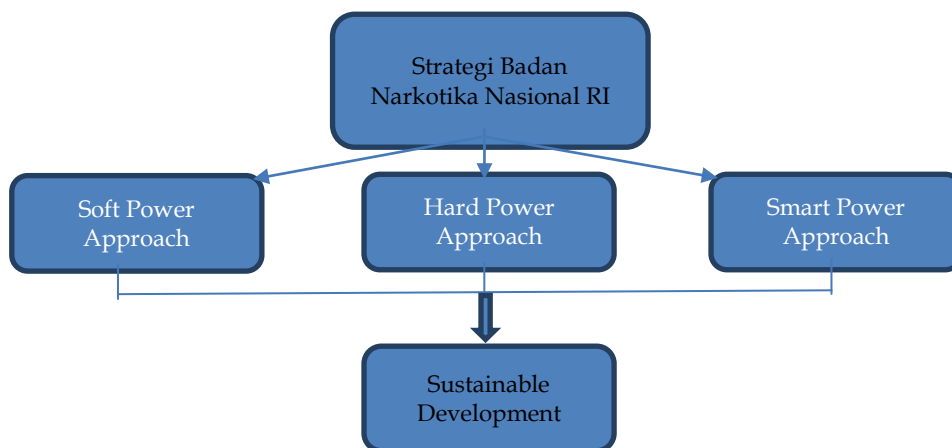 Strategi Badan
Narkotika Nasional RI
Soft Power
Approach
Hard Power
Approach
Smart Power
Approach
Sustainable
Development